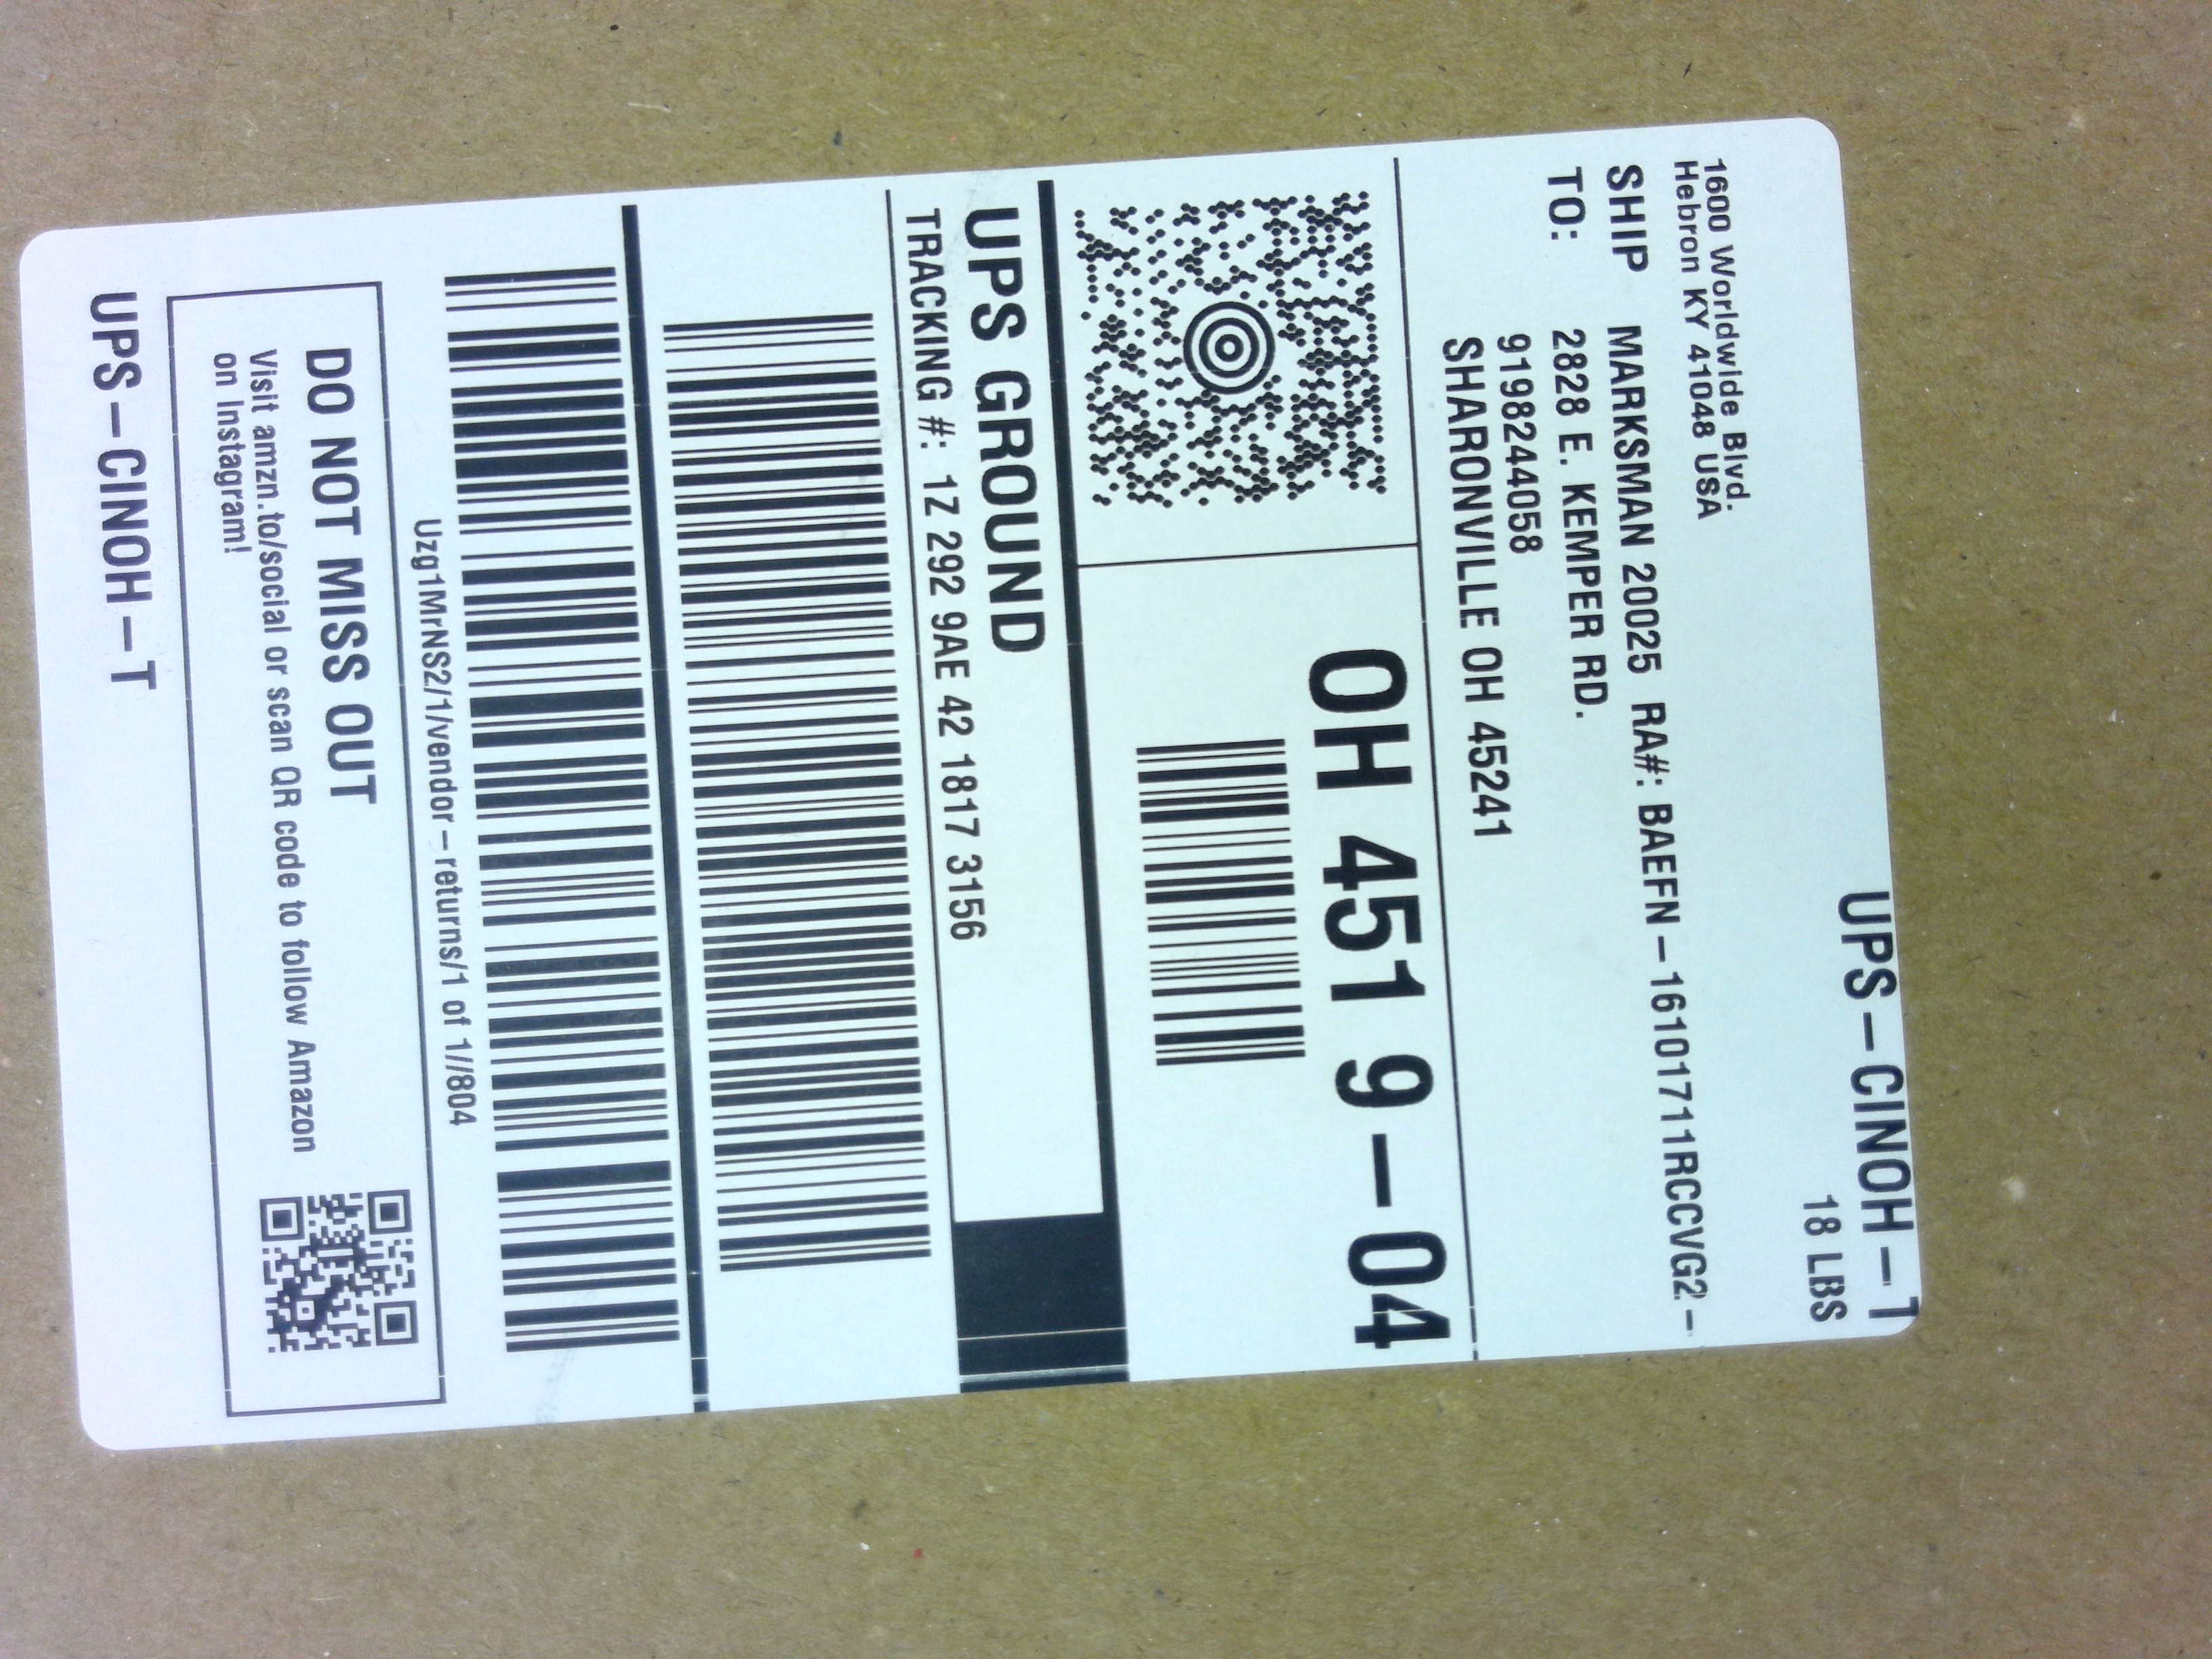 UPS-CINOH-T
18 LBS
1600 Worldwide Blvd.
Hebron KY 41048 USA
SHIP MARKSMAN 20025 RA#: BAEFN-1610171 1RCCVG2-
TO: 2828 E. KEMPER RD.
9198244058
SHARONVILLE OH 45241
OH 451 9-04
UPS GROUND
TRACKING #: 1Z 292 9AE 42 1817 3156
Uzg1MrNS2/1/vendor-returns/1 of 1//804
DO NOT MISS OUT
Visit amzn.to/social or scan QR code to follow Amazon
on Instagram!
UPS-CINOH-T